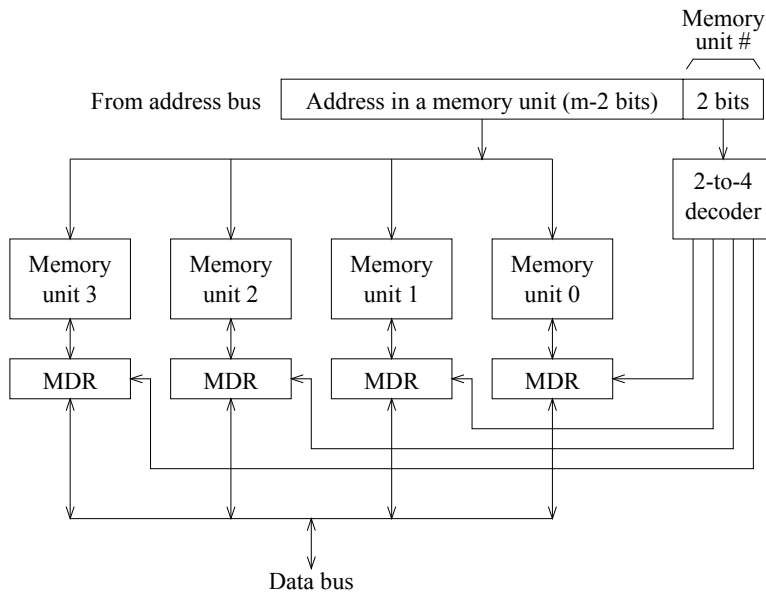 Memory
unit #
From address bus
Address in a memory unit (m-2 bits)
2 bits
2-to-4
decoder
Memory
unit 3
Memory
unit 2
Memory
unit 1
Memory
unit 0
MDR
MDR
MDR
MDR
Data bus